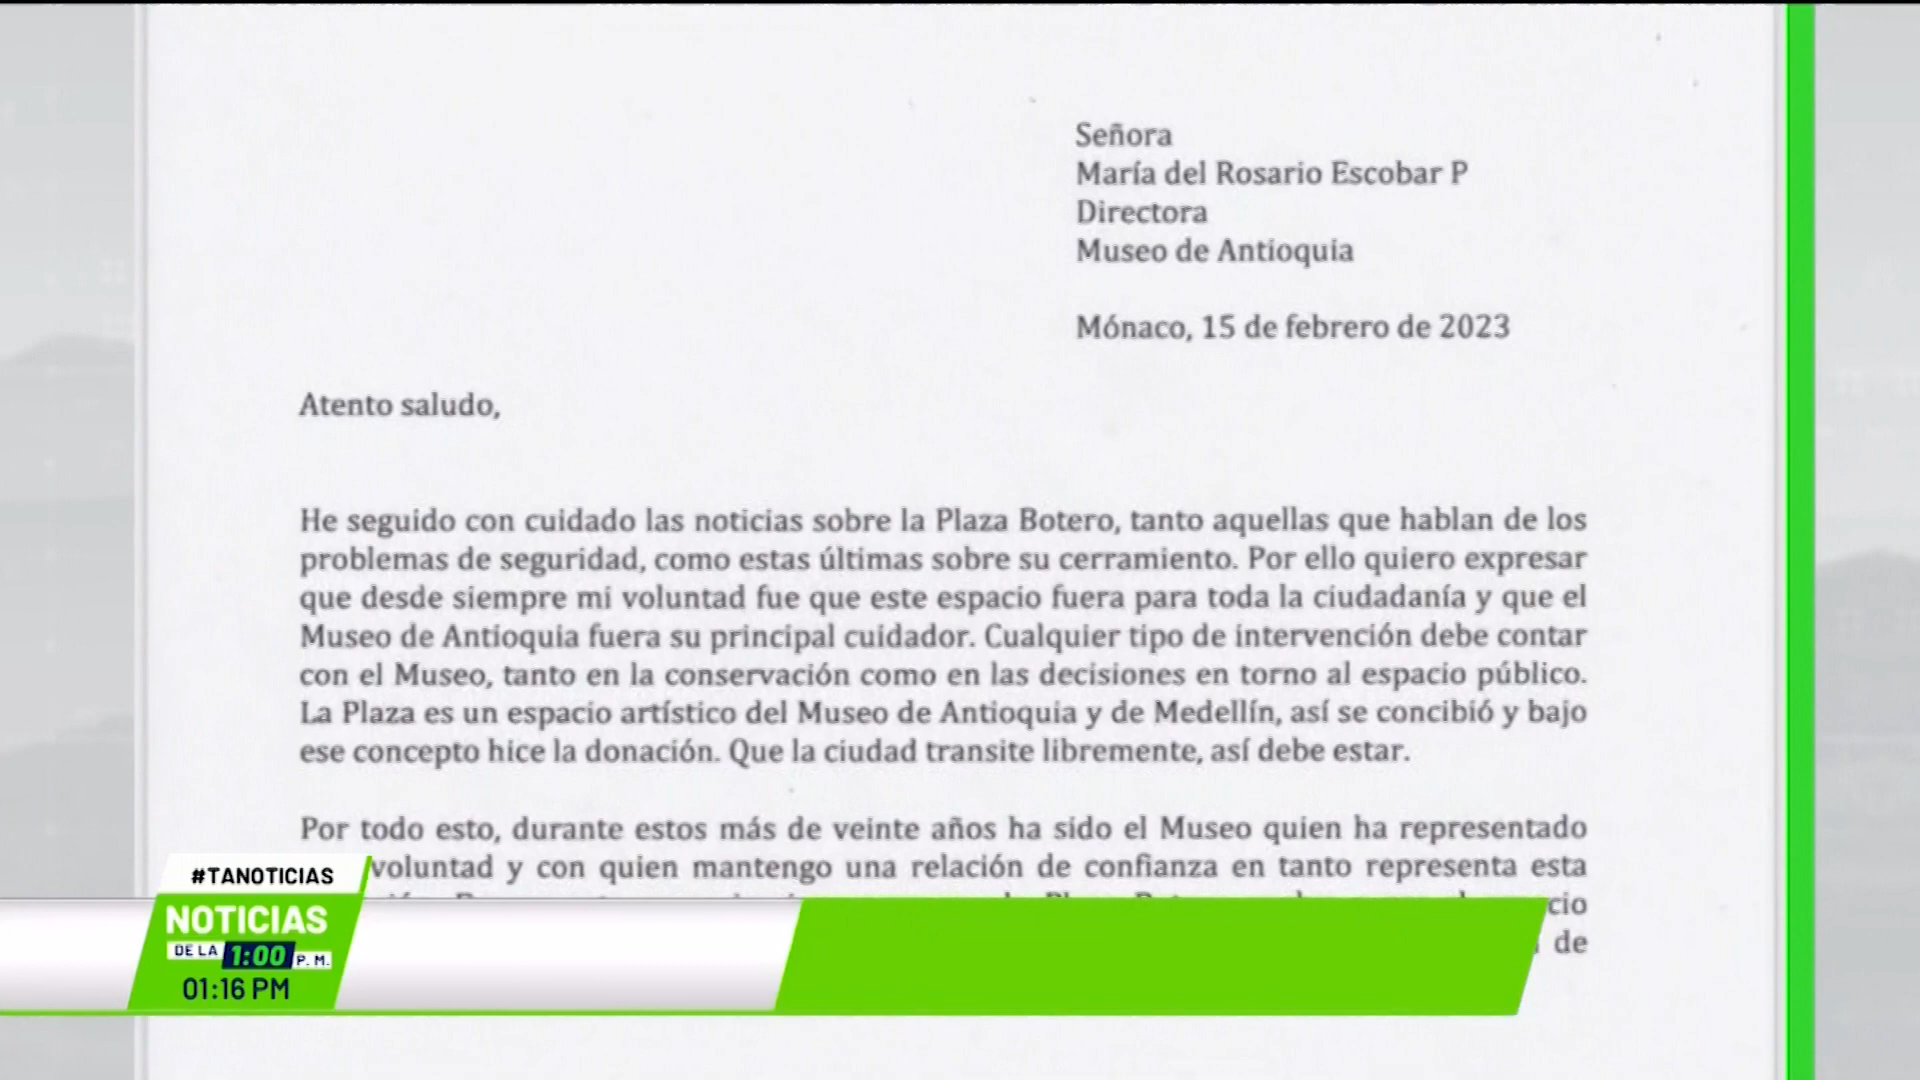 Señora
María del Rosario Escobar P
Directora
Museo de Antioquia
Mónaco, 15 de febrero de 2023
Atento saludo,
He seguido con cuidado las noticias sobre la Plaza Botero, tanto aquellas que hablan de los
problemas de seguridad, como estas últimas sobre su cerramiento. Por ello quiero expresar
que desde siempre mi voluntad fue que este espacio fuera para toda la ciudadanía y que el
Museo de Antioquia fuera su principal cuidador. Cualquier tipo de intervención debe contar
con el Museo, tanto en la conservación como en las decisiones en torno al espacio público.
La Plaza es un espacio artístico del Museo de Antioquia y de Medellín, así se concibió y bajo
ese concepto hice la donación. Que la ciudad transite libremente, así debe estar.
Por todo esto, durante estos más de veinte años ha sido el Museo quien ha representado
voluntad y con quien mantengo una relación de confianza en tanto representa esta
cio
de
#TANOTICIAS
NOTICIAS
DE LA 1:00 P. M.
01:16 PM